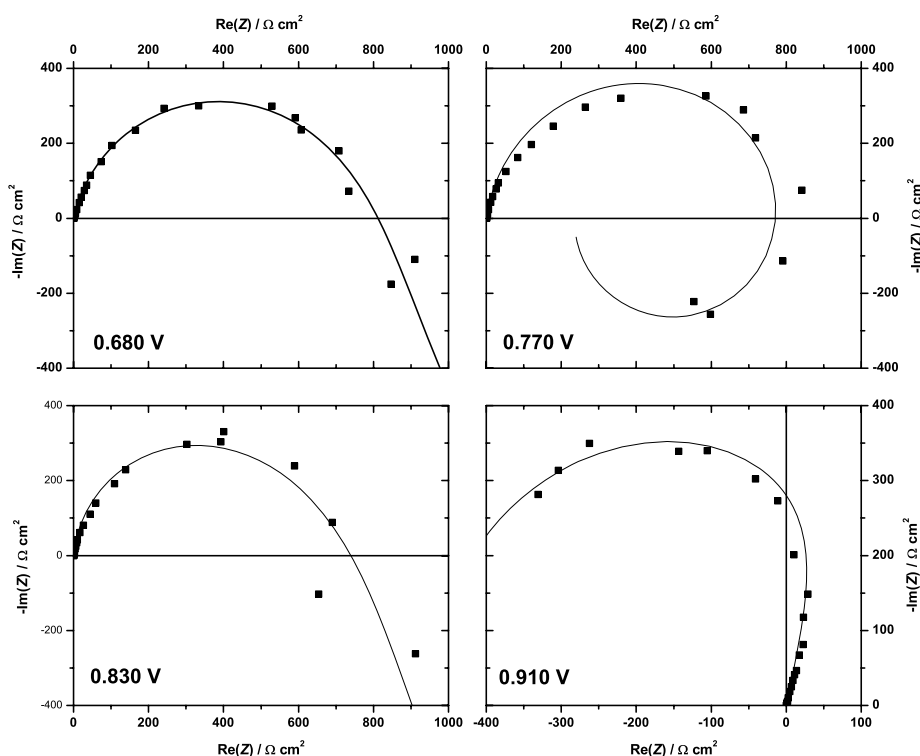 Re(Z) / Ω cm²
Re(Z) / Ω cm²
0 200 400 600 800 1000
0 200 400 600 800 1000
400
200
0
-200
-400
-Im(Z) / Ω cm²
0.680 V
400
200
0
-200
-400
-Im(Z) / Ω cm²
0.770 V
400
200
0
-200
-400
-Im(Z) / Ω cm²
0.830 V
400
300
200
100
0
-Im(Z) / Ω cm²
0.910 V
0 200 400 600 800 1000
-400 -300 -200 -100 0 100
Re(Z) / Ω cm²
Re(Z) / Ω cm²